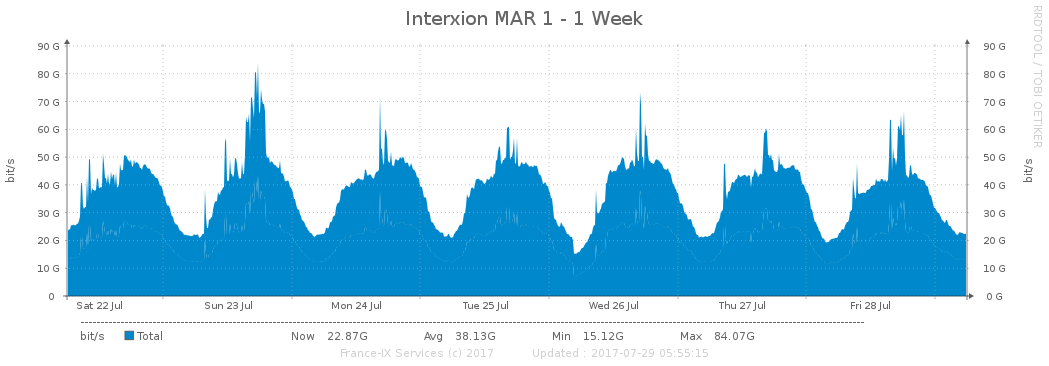 Interxion MAR 1 - 1 Week
RRDTOOL / TOBI OETIKER
bit/s
bit/s
90 G 90 G
80 G 80 G
70 G 70 G
60 G 60 G
50 G 50 G
40 G 40 G
30 G 30 G
20 G 20 G
10 G 10 G
0 0 G
Sat 22 Jul Sun 23 Jul Mon 24 Jul Tue 25 Jul Wed 26 Jul Thu 27 Jul Fri 28 Jul
bit/s Total Now 22.87G Avg 38.13G Min 15.12G Max 84.07G
France-IX Services (c) 2017 Updated : 2017-07-29 05:55:15